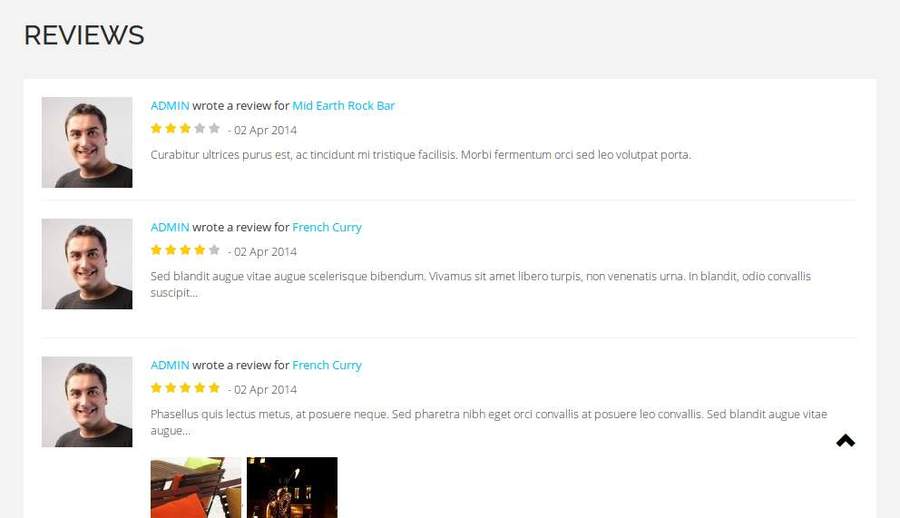 REVIEWS
ADMIN wrote a review for Mid Earth Rock Bar
- 02 Apr 2014
Curabitur ultrices purus est, ac tincidunt mi tristique facilisis. Morbi fermentum orci sed leo volutpat porta.
ADMIN wrote a review for French Curry
- 02 Apr 2014
Sed blandit augue vitae augue scelerisque bibendum. Vivamus sit amet libero turpis, non venenatis urna. In blandit, odio convallis
suscipit...
ADMIN wrote a review for French Curry
- 02 Apr 2014
Phasellus quis lectus metus, at posuere neque. Sed pharetra nibh eget orci convallis at posuere leo convallis. Sed blandit augue vitae
augue...